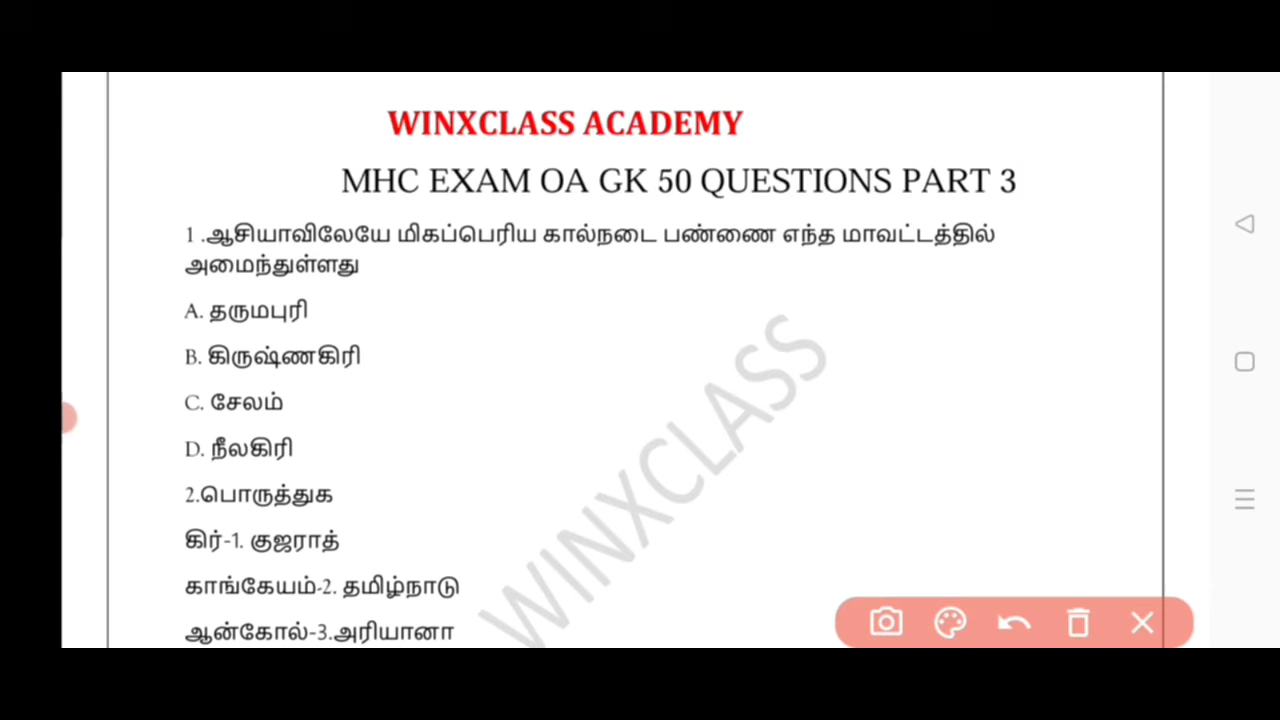 WINXCLASS ACADEMY
MHC EXAM OA GK 50 QUESTIONS PART 3
1 .ஆசியாவிலேயே மிகப்பெரிய கால்நடை பண்ணை எந்த மாவட்டத்தில்
அமைந்துள்ளது
A. தருமபுரி
B. கிருஷ்ணகிரி
C. சேலம்
D. நீலகிரி
2.பொருத்துக
கிர்-1. குஜராத்
காங்கேயம்-2. தமிழ்நாடு
ஆன்கோல்-3.அரியானா
WINXCLASS